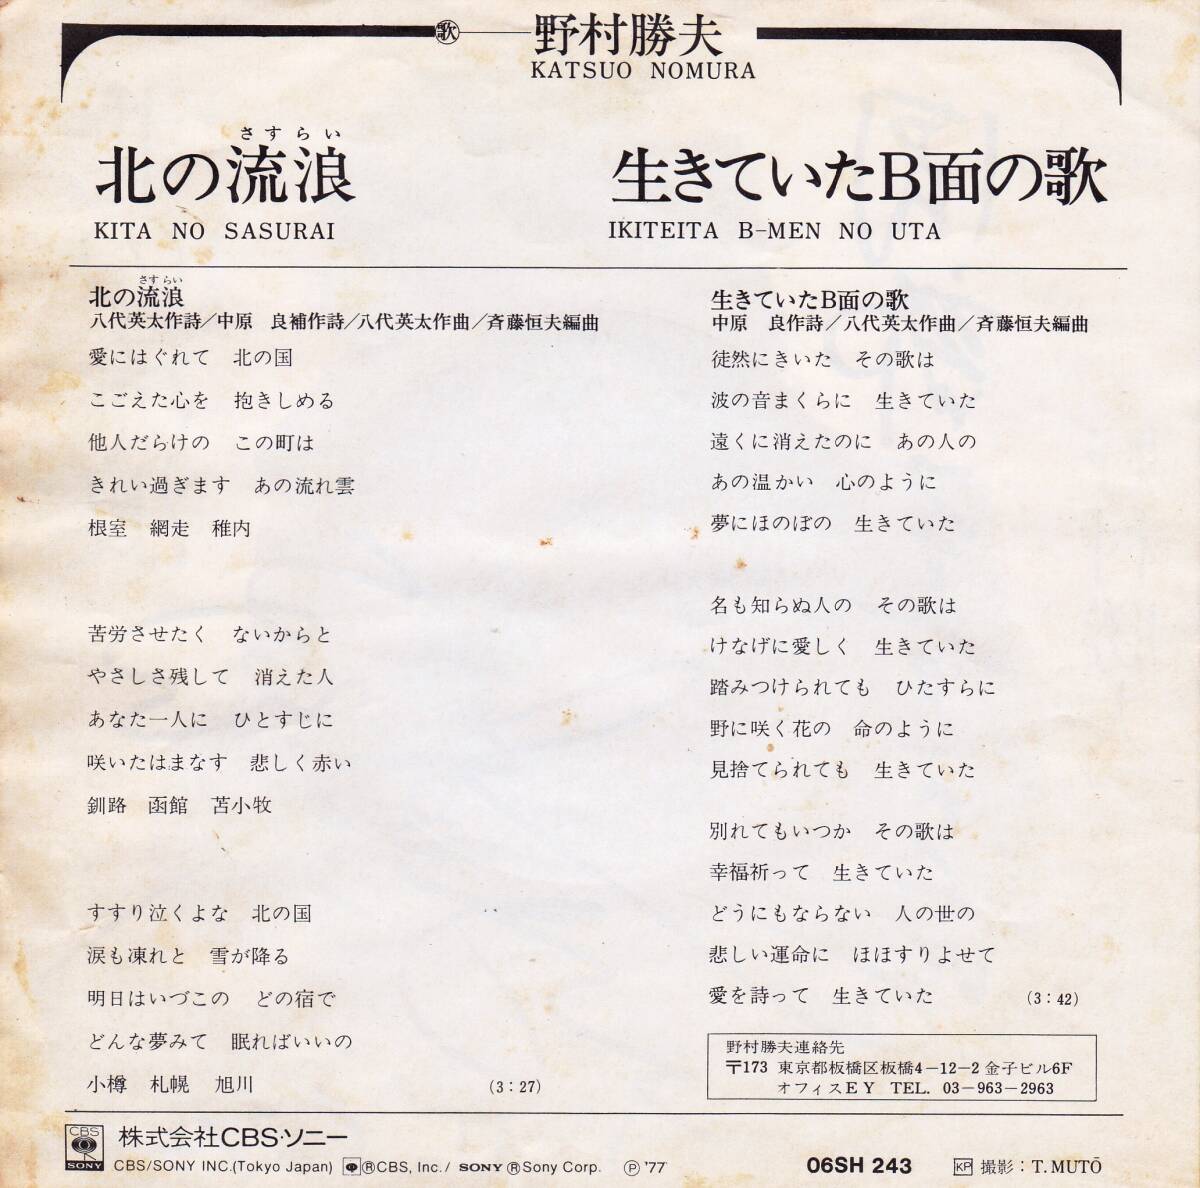 歌 野村勝夫
KATSUO NOMURA
さすらい
北の流浪
KITA NO SASURAI
生きていたB面の歌
IKITEITA B-MEN NO UTA
さすらい
北の流浪
八代英太作詩/中原 良補作詩/八代英太作曲/斉藤恒夫編曲
愛にはぐれて 北の国
こごえた心を 抱きしめる
他人だらけの この町は
きれい過ぎます あの流れ雲
根室 網走 稚内
苦労させたく ないからと
やさしさ残して 消えた人
あなた一人に ひとすじに
咲いたはまなす 悲しく赤い
釧路 函館 苫小牧
すすり泣くよな 北の国
涙も凍れと 雪が降る
明日はいづこの どの宿で
どんな夢みて 眠ればいいの
小樽 札幌 旭川
(3:27)
生きていたB面の歌
中原 良作詩/八代英太作曲/斉藤恒夫編曲
徒然にきいた その歌は
波の音まくらに 生きていた
遠くに消えたのに あの人の
あの温かい 心のように
夢にほのぼの 生きていた
名も知らぬ人の その歌は
けなげに愛しく 生きていた
踏みつけられても ひたすらに
野に咲く花の 命のように
見捨てられても 生きていた
別れてもいつか その歌は
幸福祈って 生きていた
どうにもならない 人の世の
悲しい運命に ほほすりよせて
愛を詩って 生きていた
(3:42)
野村勝夫連絡先
〒173 東京都板橋区板橋4-12-2 金子ビル6F
オフィスEY TEL. 03-963-2963
CBS SONY 株式会社CBS・ソニー
CBS/SONY INC.(Tokyo Japan) ⓇCBS, Inc./ SONY ⓇSony Corp. Ⓟ '77 06SH 243 KP 撮影:T.MUTŌ